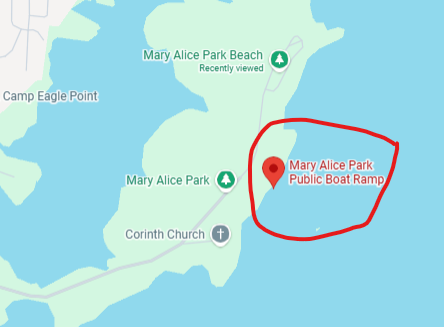 Mary Alice Park Beach
Recently viewed
Camp Eagle Point
Mary Alice Park
Public Boat Ramp
Mary Alice Park
Corinth Church